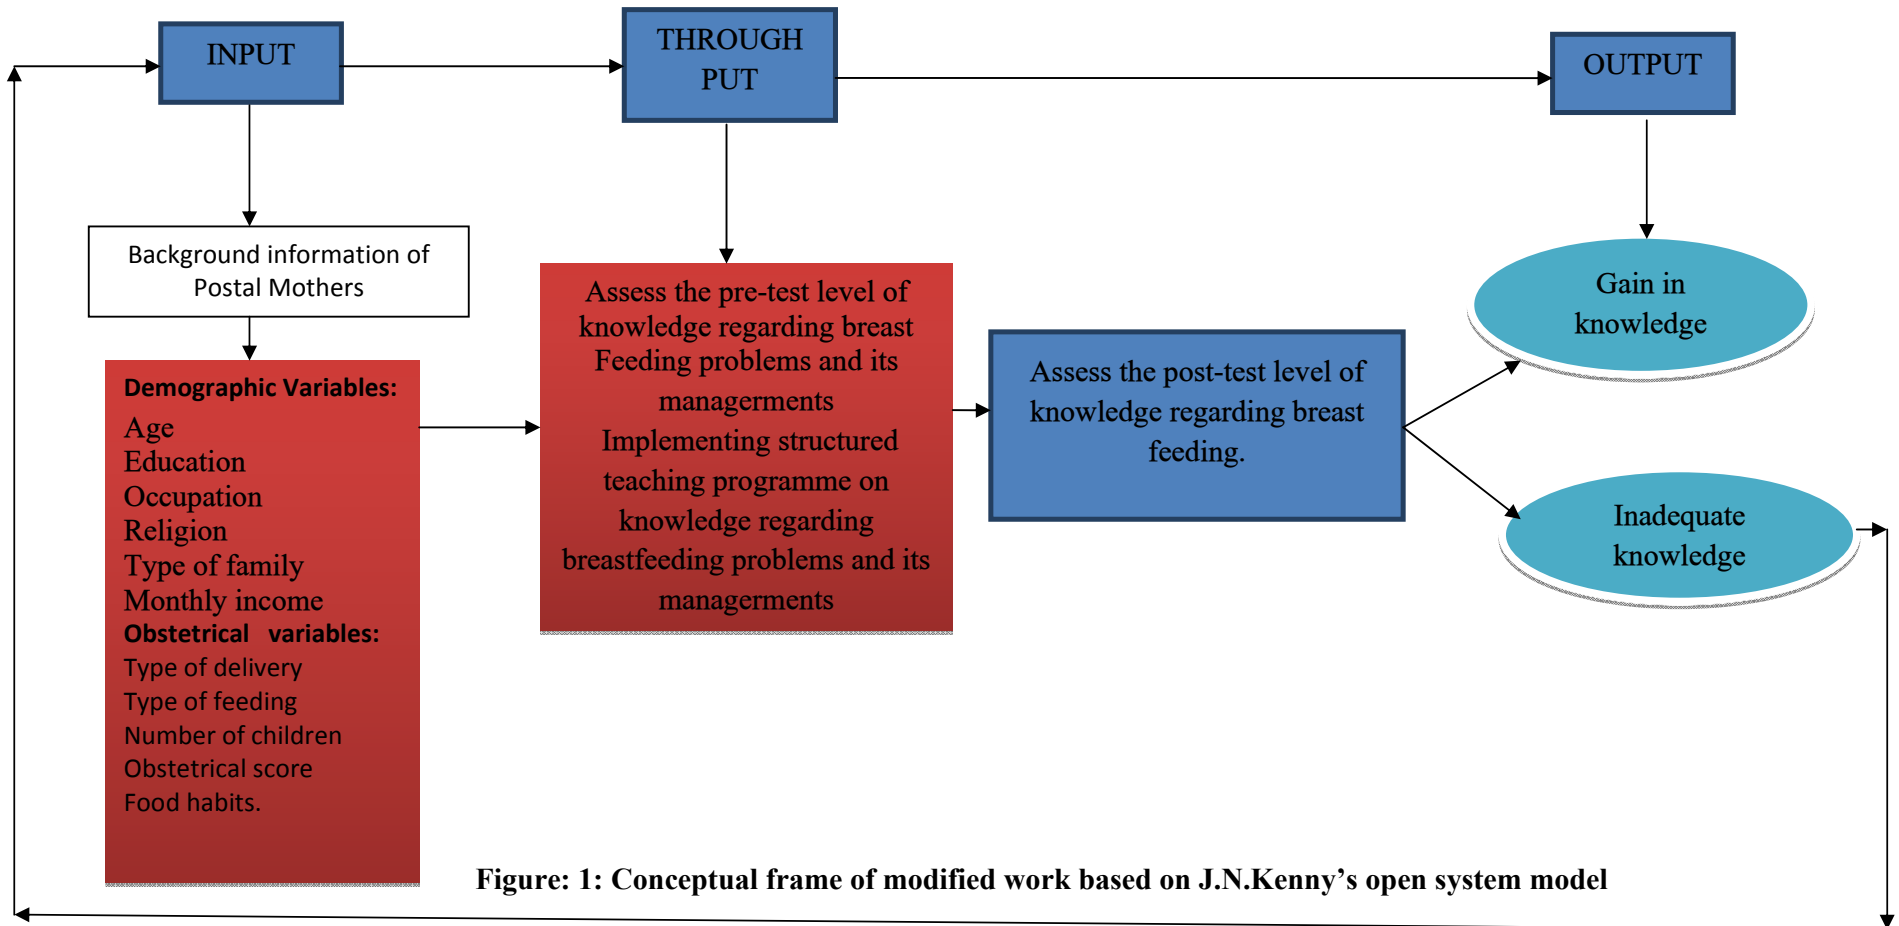 INPUT
THROUGH
PUT
OUTPUT
Background information of
Postal Mothers
Demographic Variables:
Age
Education
Occupation
Religion
Type of family
Monthly income
Obstetrical variables:
Type of delivery
Type of feeding
Number of children
Obstetrical score
Food habits.
Assess the pre-test level of
knowledge regarding breast
Feeding problems and its
managerments
Implementing structured
teaching programme on
knowledge regarding
breastfeeding problems and its
managerments
Assess the post-test level of
knowledge regarding breast
feeding.
Gain in
knowledge
Inadequate
knowledge
Figure: 1: Conceptual frame of modified work based on J.N.Kenny’s open system model